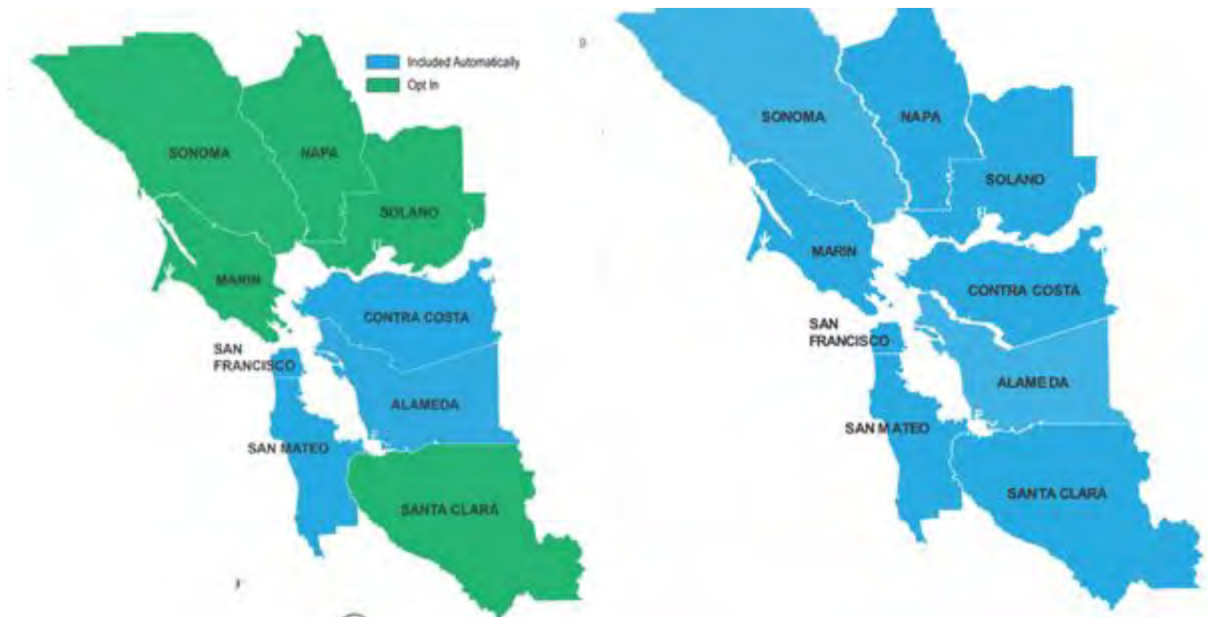 Included Automatically
Opt In
SONOMA
NAPA
SOLANO
MARIN
CONTRA COSTA
SAN
FRANCISCO
ALAMEDA
SAN MATEO
SANTA CLARA
9
SONOMA
NAPA
SOLANO
MARIN
CONTRA COSTA
SAN
FRANCISCO
ALAMEDA
SAN MATEO
SANTA CLARA